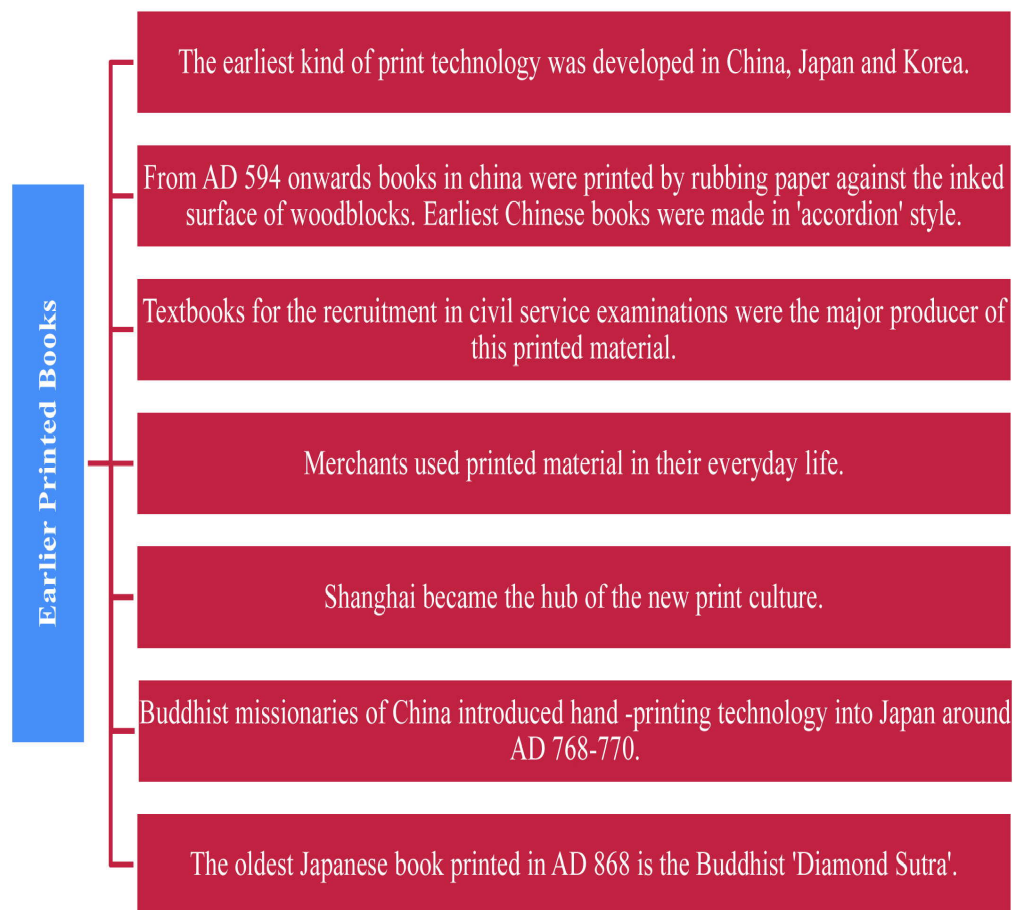 Earlier Printed Books
The earliest kind of print technology was developed in China, Japan and Korea.
From AD 594 onwards books in china were printed by rubbing paper against the inked
surface of woodblocks. Earliest Chinese books were made in 'accordion' style.
Textbooks for the recruitment in civil service examinations were the major producer of
this printed material.
Merchants used printed material in their everyday life.
Shanghai became the hub of the new print culture.
Buddhist missionaries of China introduced hand -printing technology into Japan around
AD 768-770.
The oldest Japanese book printed in AD 868 is the Buddhist 'Diamond Sutra'.